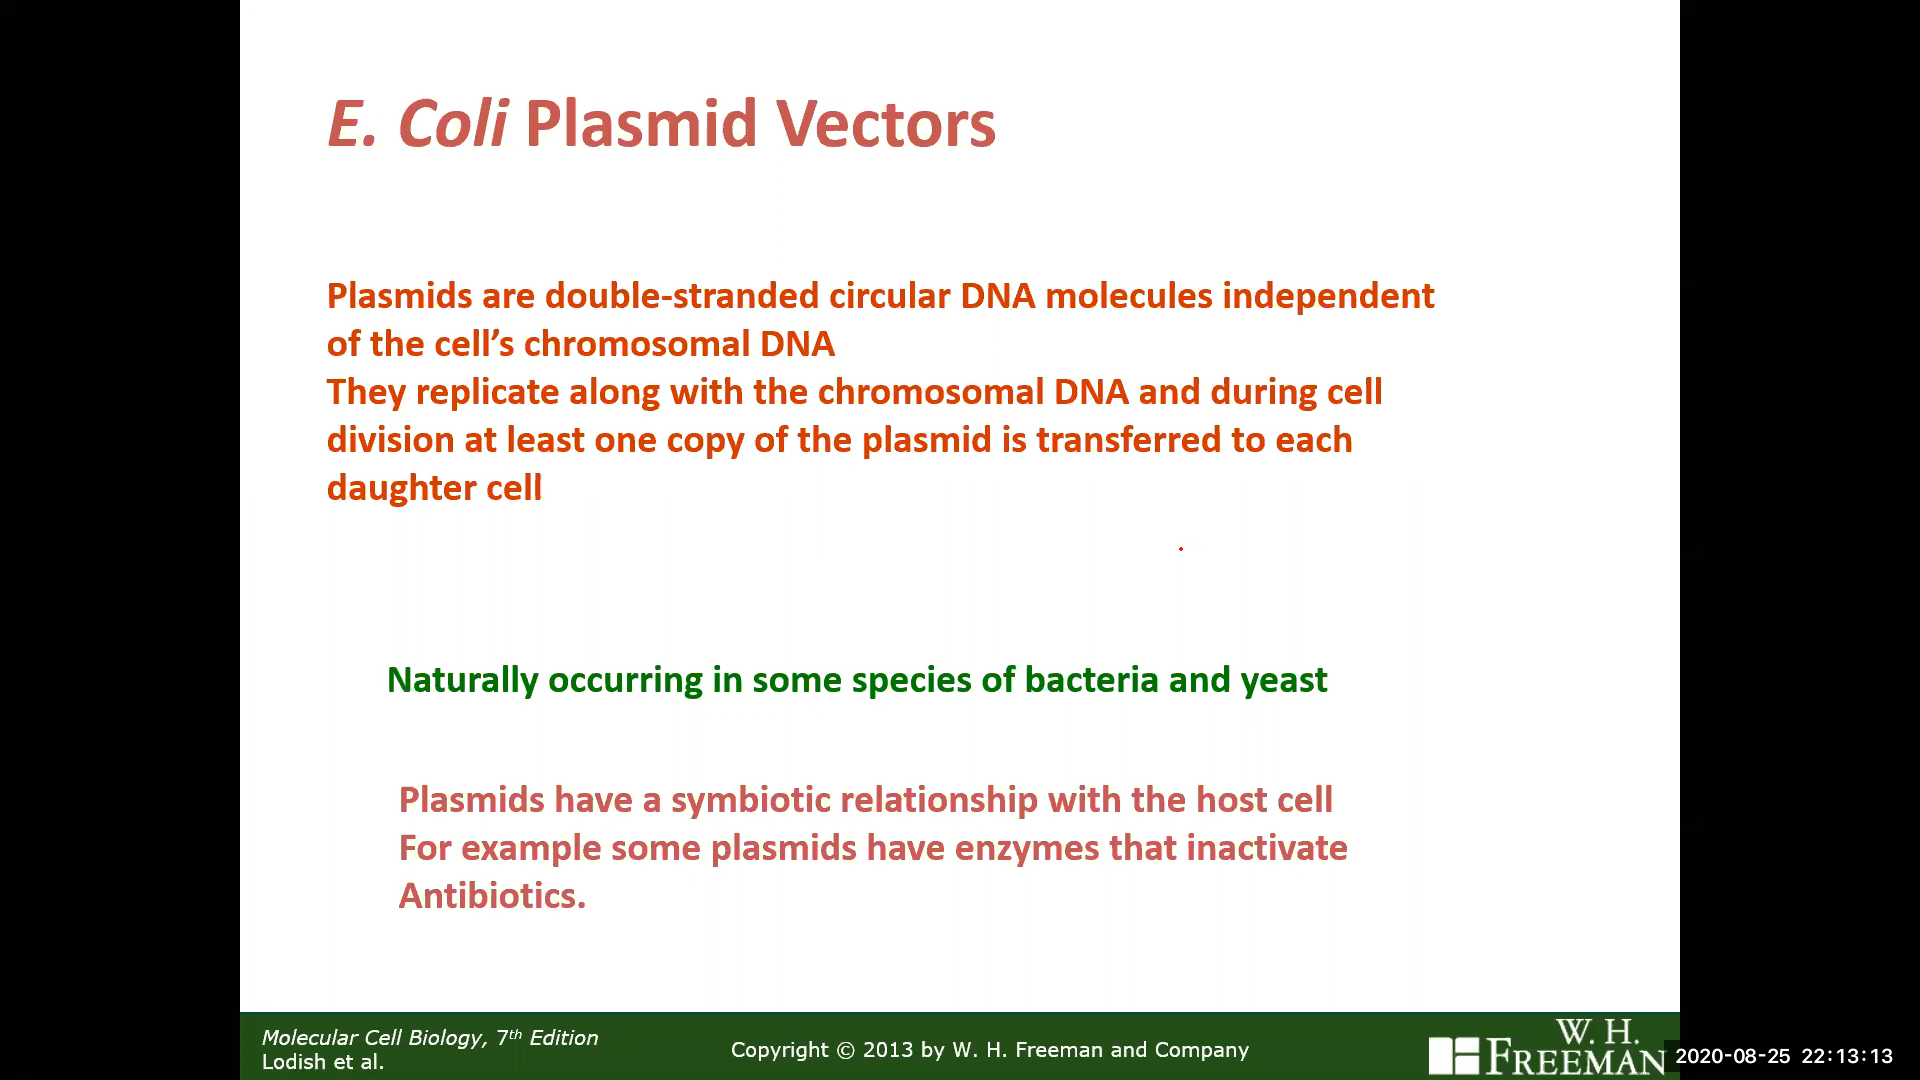 E. Coli Plasmid Vectors
Plasmids are double-stranded circular DNA molecules independent
of the cell’s chromosomal DNA
They replicate along with the chromosomal DNA and during cell
division at least one copy of the plasmid is transferred to each
daughter cell
Naturally occurring in some species of bacteria and yeast
Plasmids have a symbiotic relationship with the host cell
For example some plasmids have enzymes that inactivate
Antibiotics.
Molecular Cell Biology, 7th Edition
Lodish et al.
Copyright © 2013 by W. H. Freeman and Company
W. H.
FREEMAN
2020-08-25 22:13:13